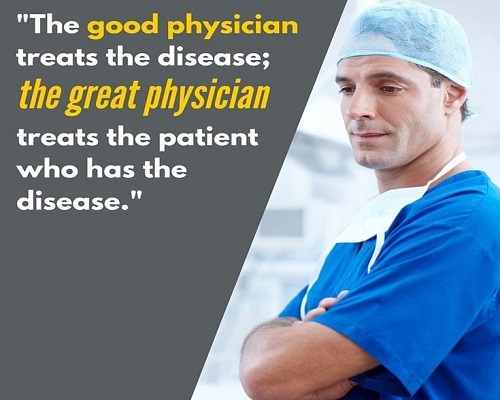 "The good physician
treats the disease;
the great physician
treats the patient
who has the
disease."